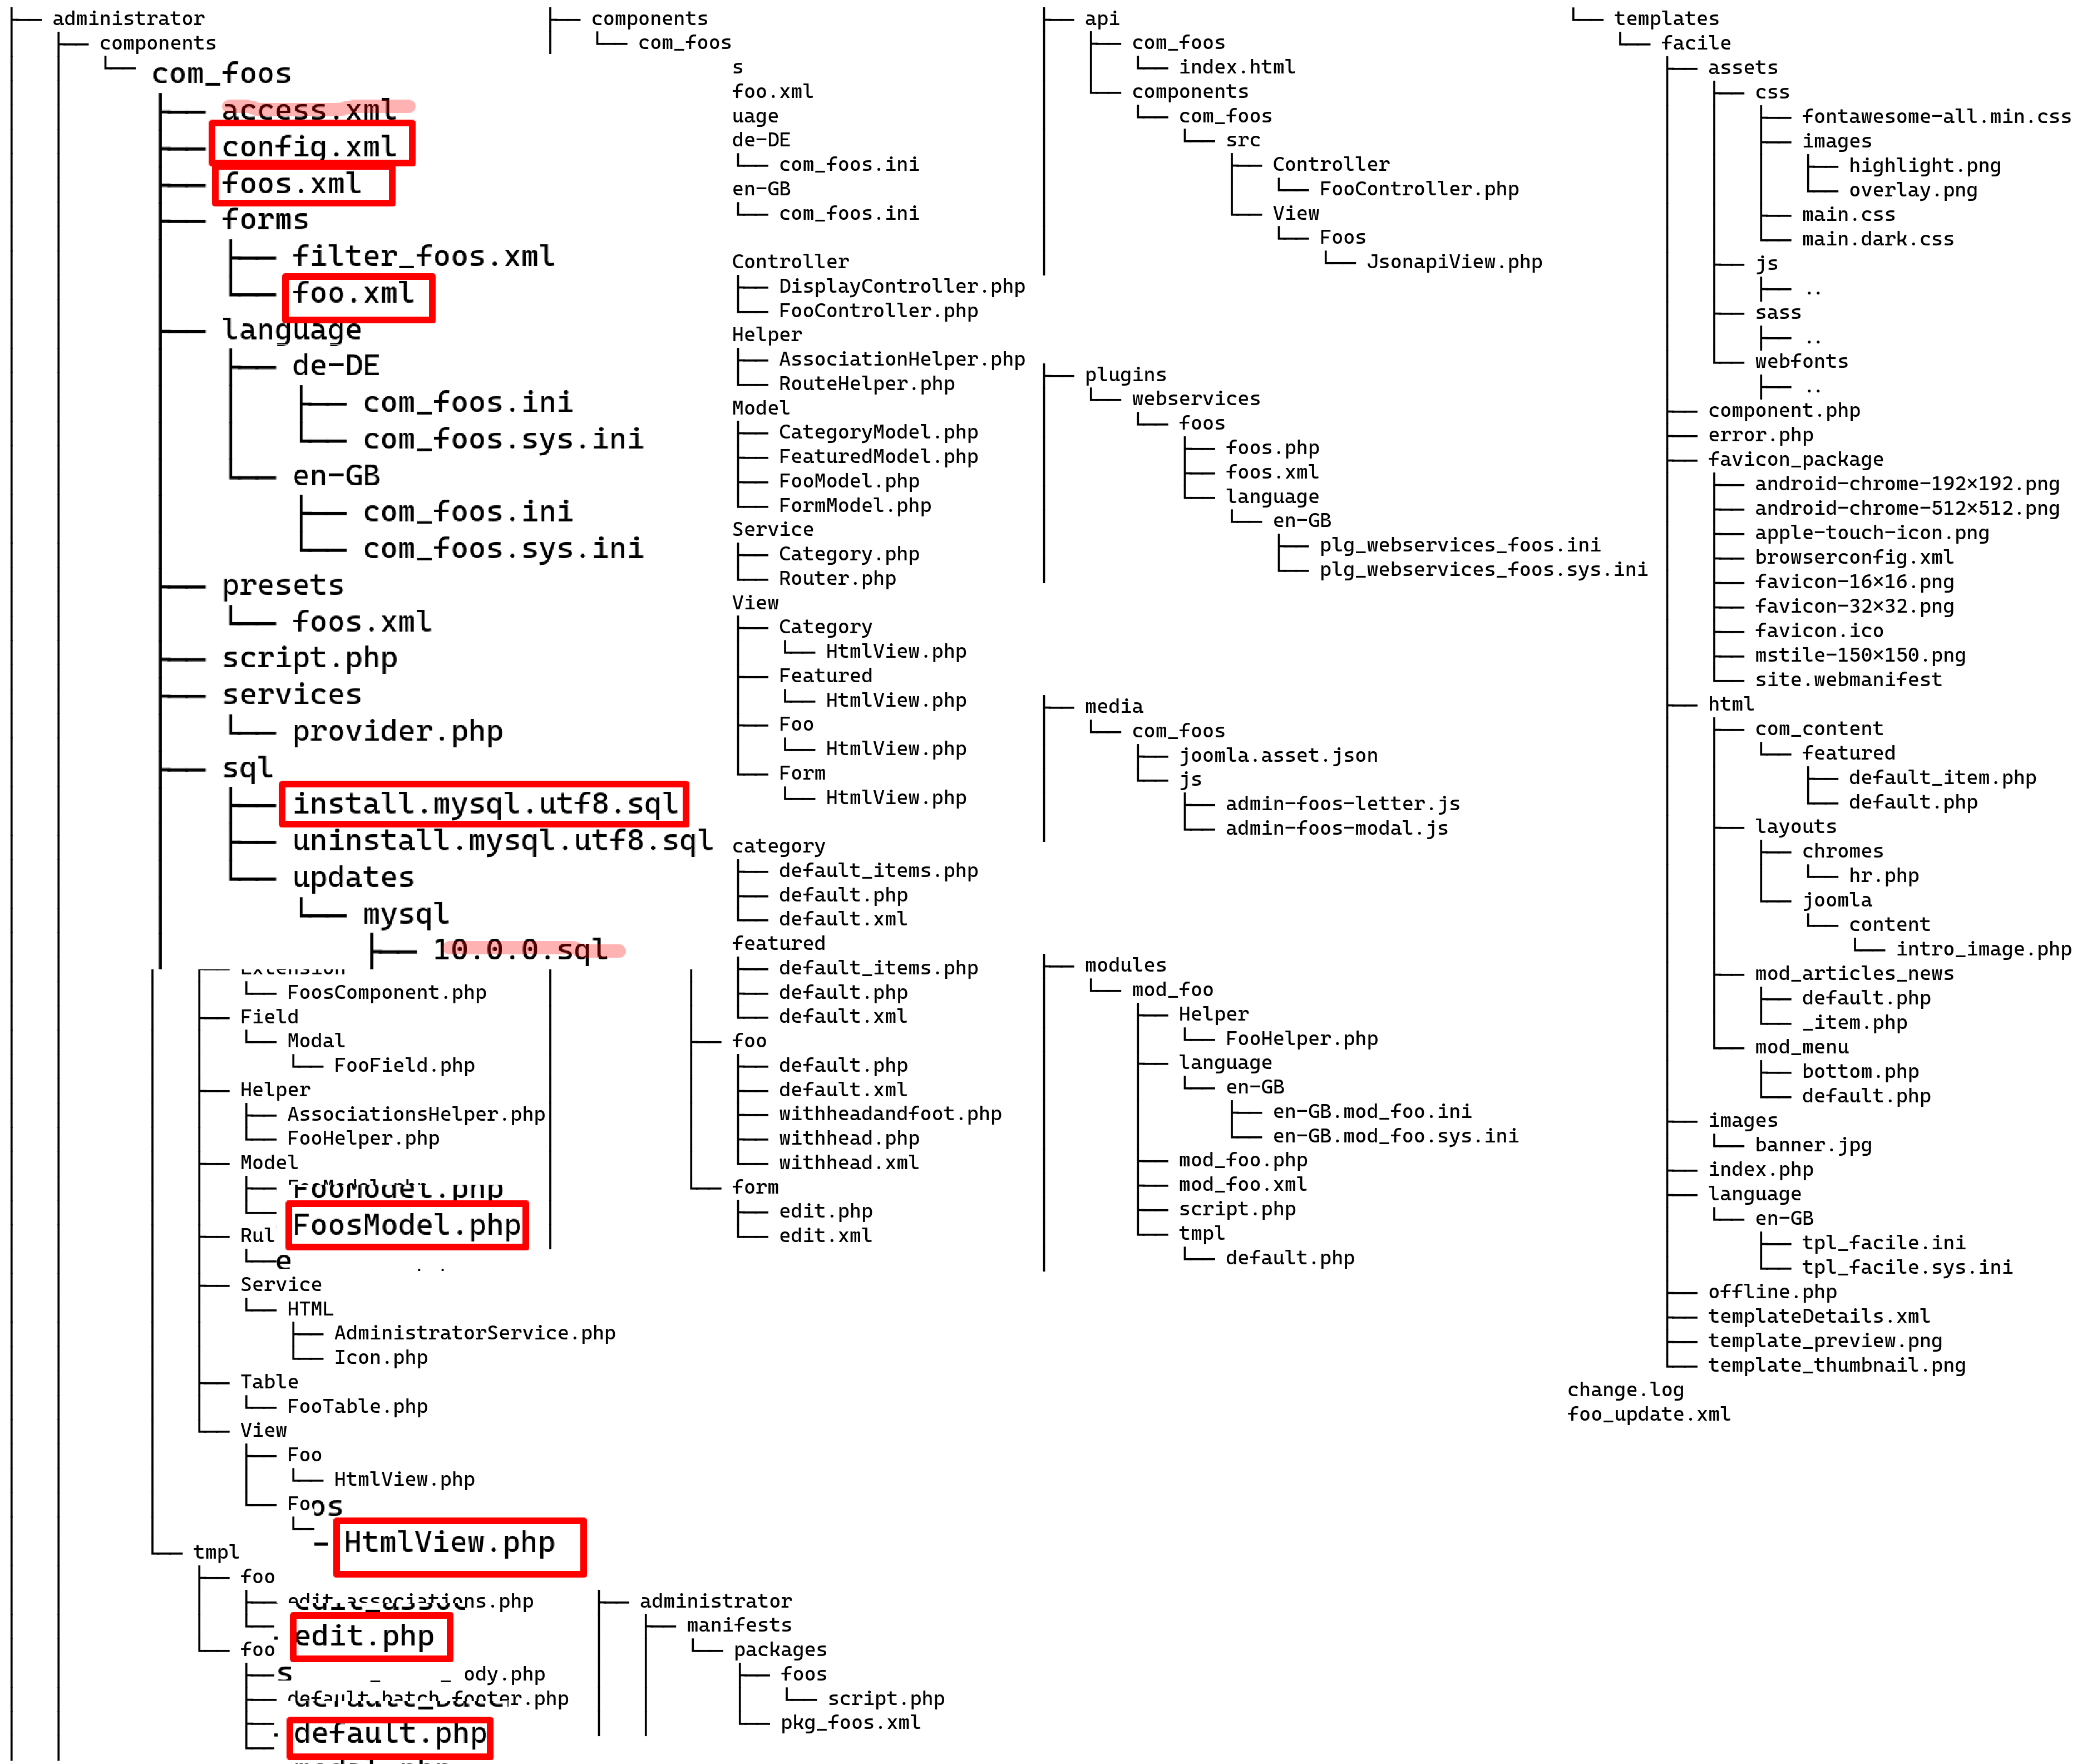 ├── administrator
├── components
└── com_foos
├── access.xml
├── config.xml
├── foos.xml
├── forms
├── filter_foos.xml
└── foo.xml
├── language
├── de-DE
├── com_foos.ini
└── com_foos.sys.ini
└── en-GB
├── com_foos.ini
└── com_foos.sys.ini
├── presets
└── foos.xml
├── script.php
├── services
└── provider.php
├── sql
├── install.mysql.utf8.sql
├── uninstall.mysql.utf8.sql
└── updates
└── mysql
├── 10.0.0.sql
├── Extension
└── FoosComponent.php
├── Field
└── Modal
└── FooField.php
├── Helper
├── AssociationsHelper.php
└── FooHelper.php
├── Model
├── FooModel.php
└── FoosModel.php
├── Rul
└── e
├── Service
└── HTML
├── AdministratorService.php
└── Icon.php
├── Table
└── FooTable.php
└── View
├── Foo
└── HtmlView.php
└── Foos
└── HtmlView.php
└── tmpl
├── foo
├── edit_associations.php
└── edit.php
└── foo
├── s ody.php
├── default_batch_footer.php
├── default.php
└── modal.php
├── components
└── com_foos
s
foo.xml
uage
de-DE
└── com_foos.ini
en-GB
└── com_foos.ini
Controller
├── DisplayController.php
└── FooController.php
Helper
├── AssociationHelper.php
└── RouteHelper.php
Model
├── CategoryModel.php
├── FeaturedModel.php
├── FooModel.php
└── FormModel.php
Service
├── Category.php
└── Router.php
View
├── Category
└── HtmlView.php
├── Featured
└── HtmlView.php
├── Foo
└── HtmlView.php
└── Form
└── HtmlView.php
category
├── default_items.php
├── default.php
└── default.xml
featured
├── default_items.php
├── default.php
└── default.xml
├── foo
├── default.php
├── default.xml
├── withheadandfoot.php
├── withhead.php
└── withhead.xml
└── form
├── edit.php
└── edit.xml
├── administrator
├── manifests
└── packages
├── foos
└── script.php
└── pkg_foos.xml
├── api
├── com_foos
└── index.html
└── components
└── com_foos
└── src
├── Controller
└── FooController.php
└── View
└── Foos
└── JsonapiView.php
├── plugins
└── webservices
└── foos
├── foos.php
├── foos.xml
└── language
└── en-GB
├── plg_webservices_foos.ini
└── plg_webservices_foos.sys.ini
├── media
└── com_foos
├── joomla.asset.json
└── js
├── admin-foos-letter.js
└── admin-foos-modal.js
├── modules
└── mod_foo
├── Helper
└── FooHelper.php
├── language
└── en-GB
├── en-GB.mod_foo.ini
└── en-GB.mod_foo.sys.ini
├── mod_foo.php
├── mod_foo.xml
├── script.php
└── tmpl
└── default.php
└── templates
└── facile
├── assets
├── css
├── fontawesome-all.min.css
├── images
├── highlight.png
└── overlay.png
├── main.css
└── main.dark.css
├── js
├── ..
├── sass
├── ..
└── webfonts
├── ..
├── component.php
├── error.php
├── favicon_package
├── android-chrome-192×192.png
├── android-chrome-512×512.png
├── apple-touch-icon.png
├── browserconfig.xml
├── favicon-16×16.png
├── favicon-32×32.png
├── favicon.ico
├── mstile-150×150.png
└── site.webmanifest
├── html
├── com_content
└── featured
├── default_item.php
└── default.php
├── layouts
├── chromes
└── hr.php
└── joomla
└── content
└── intro_image.php
├── mod_articles_news
├── default.php
└── _item.php
└── mod_menu
├── bottom.php
└── default.php
├── images
└── banner.jpg
├── index.php
├── language
└── en-GB
├── tpl_facile.ini
└── tpl_facile.sys.ini
├── offline.php
├── templateDetails.xml
├── template_preview.png
└── template_thumbnail.png
change.log
foo_update.xml